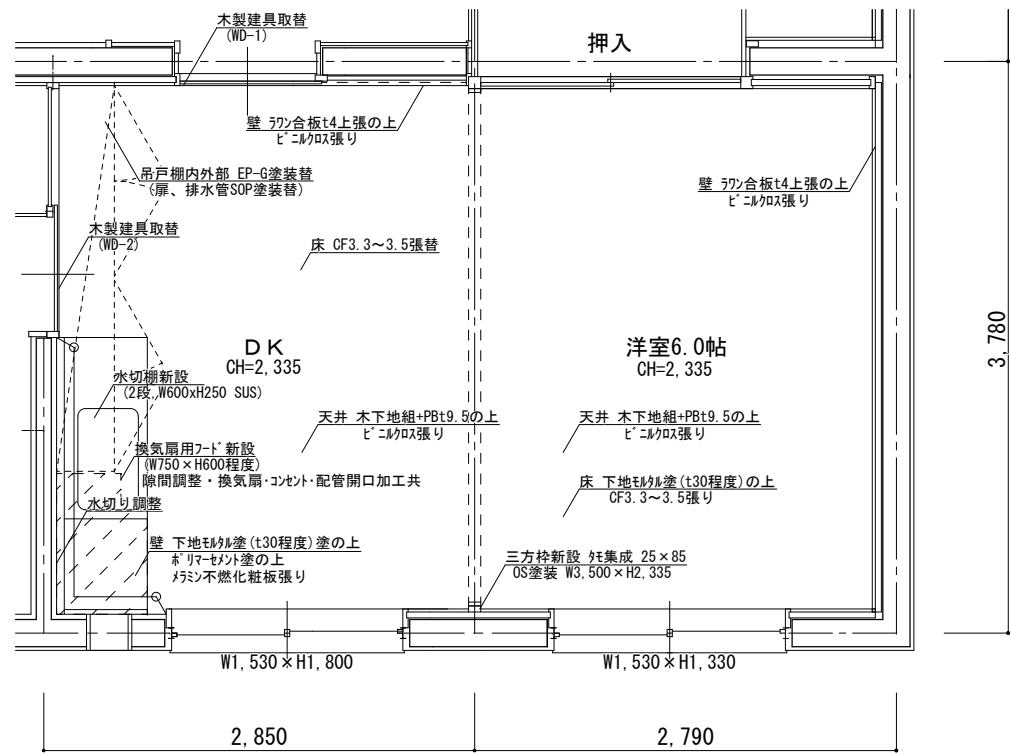 木製建具取替
(WD-1)
押入
壁 ﾗﾜﾝ合板t4上張の上
ﾋﾞﾆﾙｸﾛｽ張り
吊戸棚内外部 EP-G塗装替
(扉、排水管SOP塗装替)
壁 ﾗﾜﾝ合板t4上張の上
ﾋﾞﾆﾙｸﾛｽ張り
木製建具取替
(WD-2)
床 CF3.3～3.5張替
DK
CH=2,335
洋室6.0帖
CH=2,335
3,780
水切棚新設
(2段,W600xH250 SUS)
天井 木下地組+PBt9.5の上
ﾋﾞﾆﾙｸﾛｽ張り
天井 木下地組+PBt9.5の上
ﾋﾞﾆﾙｸﾛｽ張り
換気扇用ﾌｰﾄﾞ新設
(W750×H600程度)
隙間調整・換気扇･ｺﾝｾﾝﾄ･配管開口加工共
床 下地ﾓﾙﾀﾙ塗(t30程度)の上
CF3.3～3.5張り
水切り調整
壁 下地ﾓﾙﾀﾙ塗(t30程度)塗の上
ﾎﾟﾘﾏｰｾﾒﾝﾄ塗の上
ﾒﾗﾐﾝ不燃化粧板張り
三方枠新設 ﾀﾓ集成 25×85
OS塗装 W3,500×H2,335
W1,530×H1,800
W1,530×H1,330
2,850
2,790